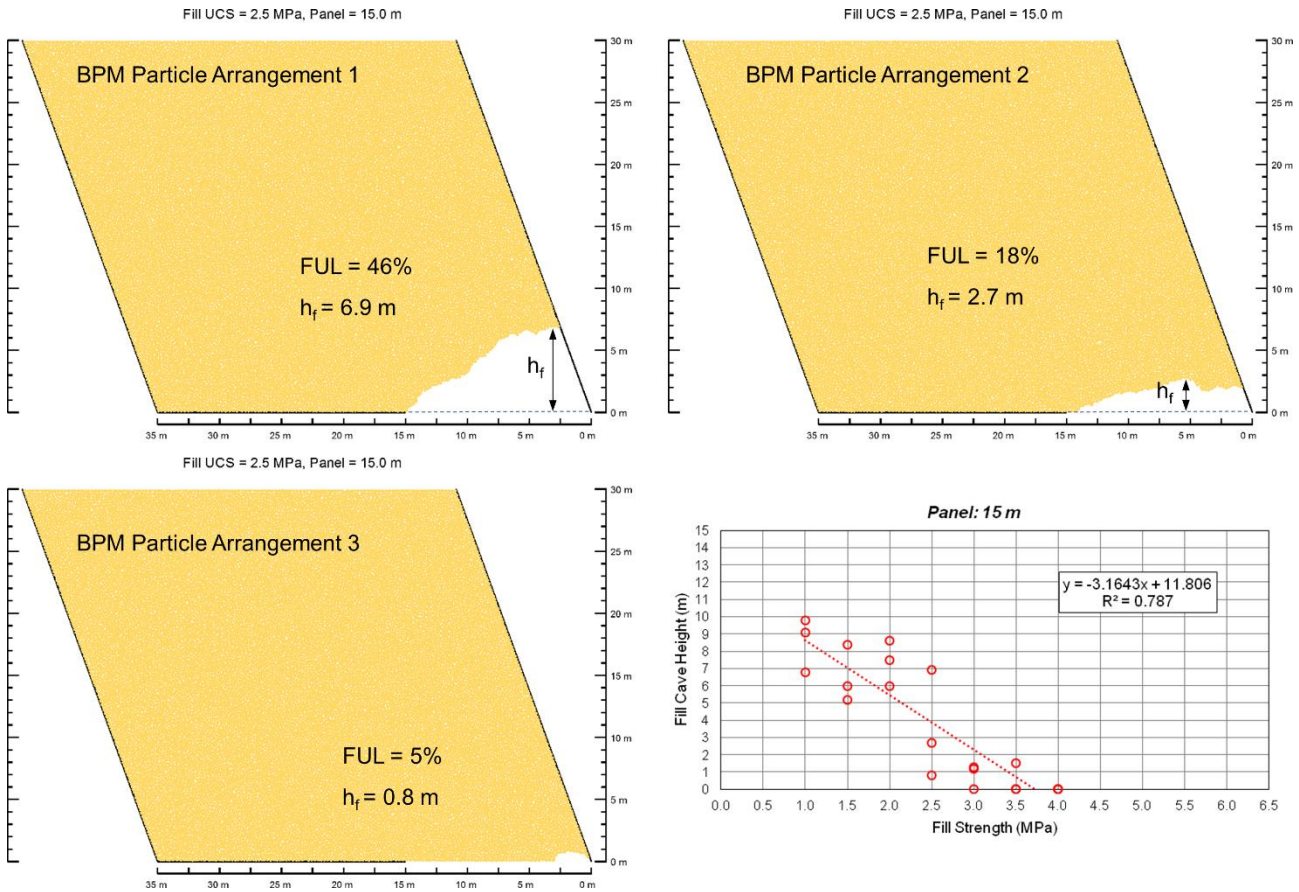 Fill UCS = 2.5 MPa, Panel = 15.0 m
BPM Particle Arrangement 1
FUL = 46%
h_f = 6.9 m
h_f
30 m
25 m
20 m
15 m
10 m
5 m
0 m
35 m 30 m 25 m 20 m 15 m 10 m 5 m 0 m
Fill UCS = 2.5 MPa, Panel = 15.0 m
BPM Particle Arrangement 2
FUL = 18%
h_f = 2.7 m
h_f
30 m
25 m
20 m
15 m
10 m
5 m
0 m
35 m 30 m 25 m 20 m 15 m 10 m 5 m 0 m
Fill UCS = 2.5 MPa, Panel = 15.0 m
BPM Particle Arrangement 3
FUL = 5%
h_f = 0.8 m
30 m
25 m
20 m
15 m
10 m
5 m
0 m
35 m 30 m 25 m 20 m 15 m 10 m 5 m 0 m
Panel: 15 m
y = -3.1643x + 11.806
R² = 0.787
Fill Cave Height (m)
15
14
13
12
11
10
9
8
7
6
5
4
3
2
1
0
0.0 0.5 1.0 1.5 2.0 2.5 3.0 3.5 4.0 4.5 5.0 5.5 6.0 6.5
Fill Strength (MPa)